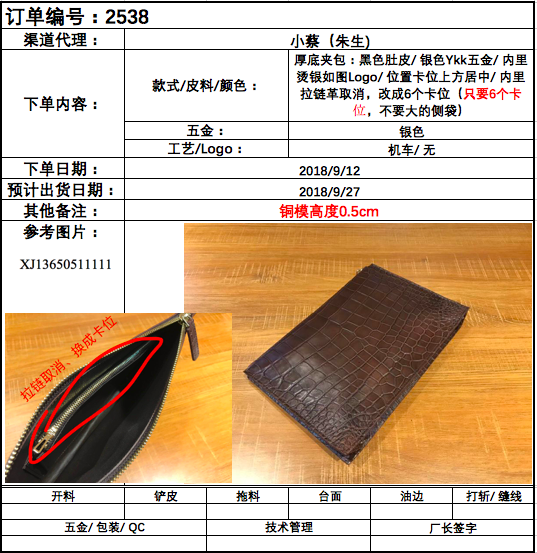 订单编号：2538
渠道代理：
小蔡（朱生)
下单内容：
款式/皮料/颜色：
厚底夹包：黑色肚皮/ 银色Ykk五金/ 内里
烫银如图Logo/ 位置卡位上方居中/ 内里
拉链革取消，改成6个卡位（只要6个卡
位，不要大的侧袋）
五金：
银色
工艺/Logo：
机车/ 无
下单日期：
2018/9/12
预计出货日期：
2018/9/27
其他备注：
铜模高度0.5cm
参考图片：
XJ13650511111
拉链取消、换成卡位
开料
铲皮
拖料
台面
油边
打斩/ 缝线
五金/ 包装/ QC
技术管理
厂长签字